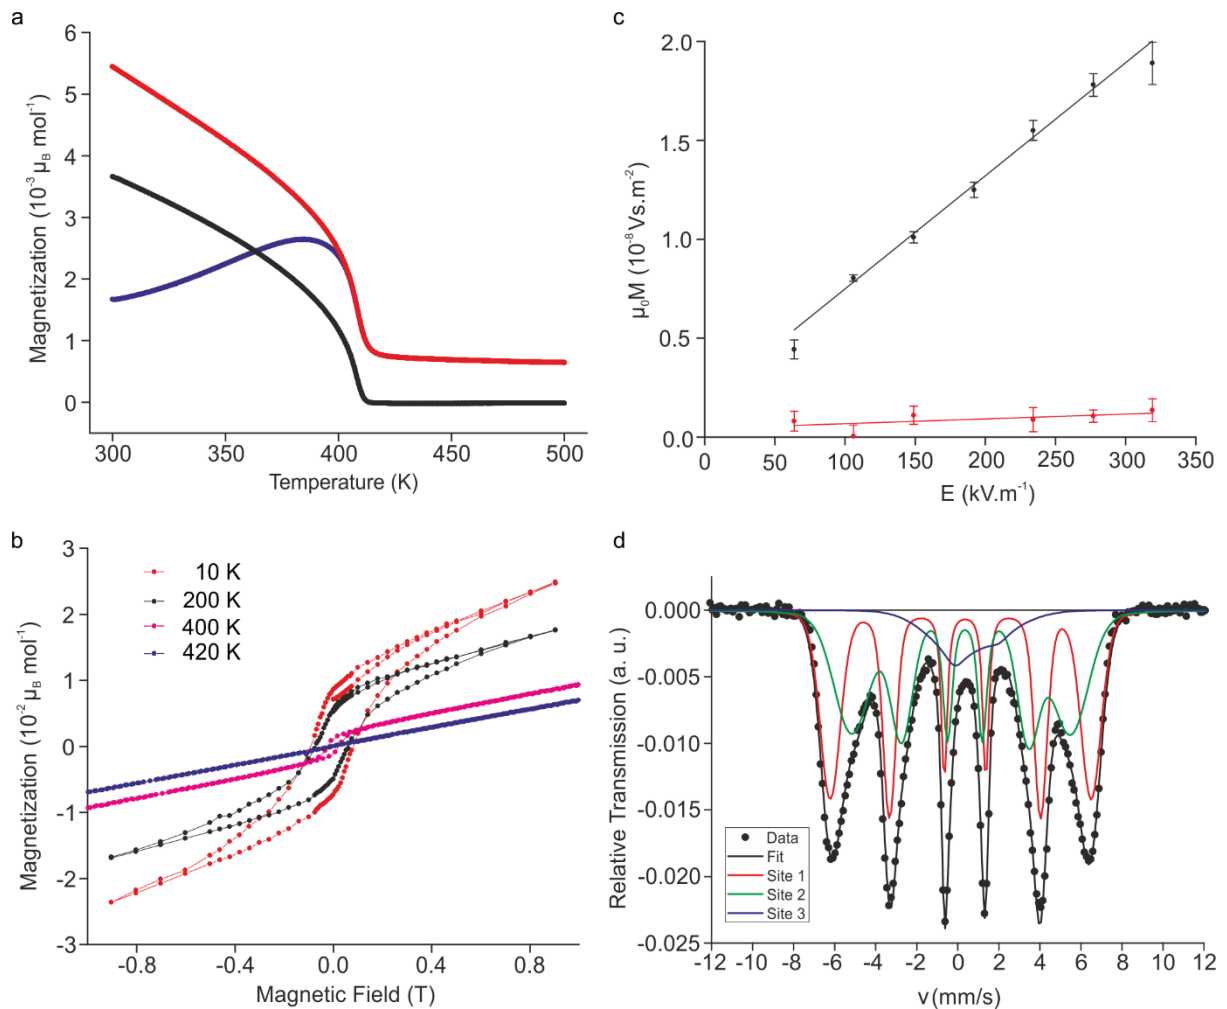 a
6
5
4
3
2
1
0
Magnetization (10⁻³ μB mol⁻¹)
300
350
400
450
500
Temperature (K)
c
2.0
1.5
1.0
0.5
0.0
μ₀M (10⁻⁸ Vs.m⁻²)
0
50
100
150
200
250
300
350
E (kV.m⁻¹)
b
3
2
1
0
-1
-2
-3
Magnetization (10⁻² μB mol⁻¹)
10 K
200 K
400 K
420 K
-0.8
-0.4
0.0
0.4
0.8
Magnetic Field (T)
d
0.000
-0.005
-0.010
-0.015
-0.020
-0.025
Relative Transmission (a. u.)
Data
Fit
Site 1
Site 2
Site 3
-12
-10
-8
-6
-4
-2
0
2
4
6
8
10
12
v(mm/s)